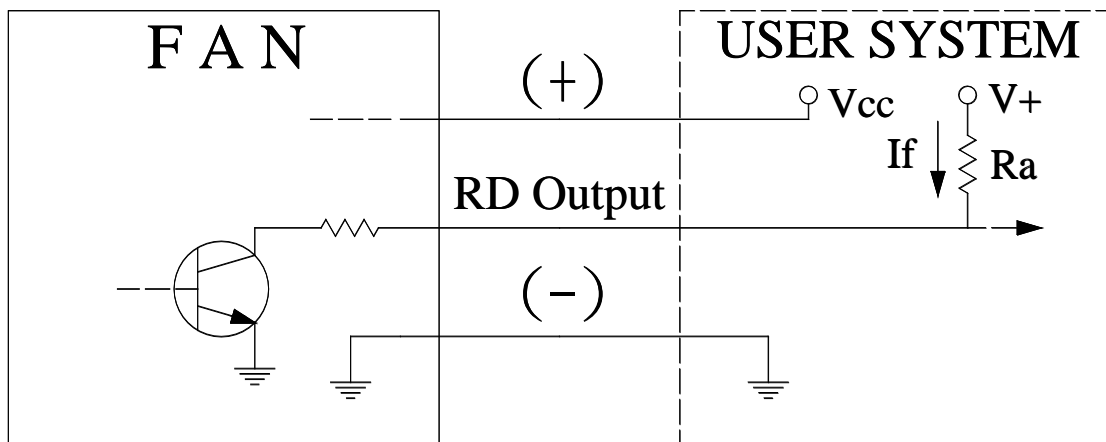 F A N
USER SYSTEM
(+)
Vcc
V+
If
Ra
RD Output
(-)